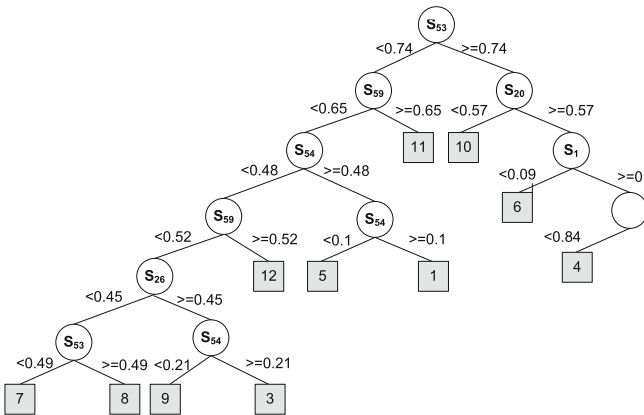 S53
<0.74 >=0.74
S59 S20
<0.65 >=0.65 <0.57 >=0.57
S54 11 10 S1
<0.48 >=0.48 <0.09 >=0
S59 S54 6
<0.52 >=0.52 <0.1 >=0.1 <0.84
S26 12 5 1 4
<0.45 >=0.45
S53 S54
<0.49 >=0.49 <0.21 >=0.21
7 8 9 3